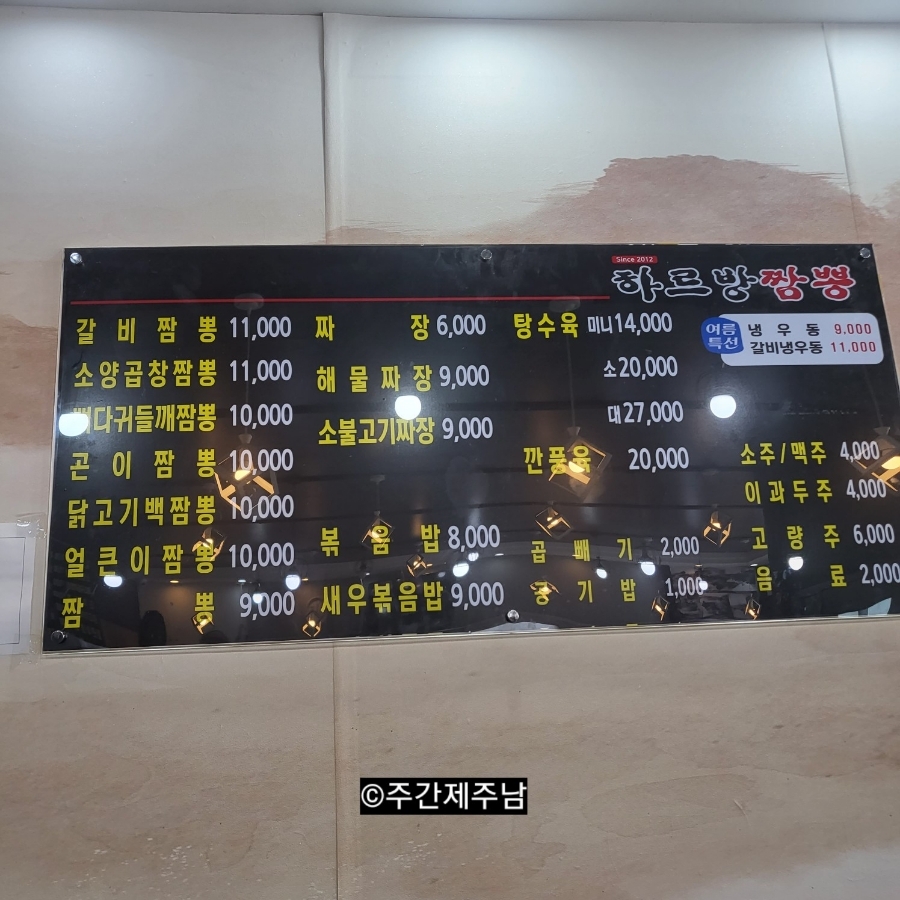 Since 2012
하르방짬뽕
갈비짬뽕 11,000
소양곱창짬뽕 11,000
뼈다귀들깨짬뽕 10,000
곤이짬뽕 10,000
닭고기백짬뽕 10,000
얼큰이짬뽕 10,000
짬뽕 9,000
짜장 6,000
해물짜장 9,000
소불고기짜장 9,000
볶음밥 8,000
새우볶음밥 9,000
탕수육 미니 14,000
소 20,000
대 27,000
깐풍육 20,000
곱빼기 2,000
공기밥 1,000
여름특선
냉우동 9.000
갈비냉우동 11.000
소주/맥주 4,000
이과두주 4,000
고량주 6,000
음료 2,000
©주간제주남